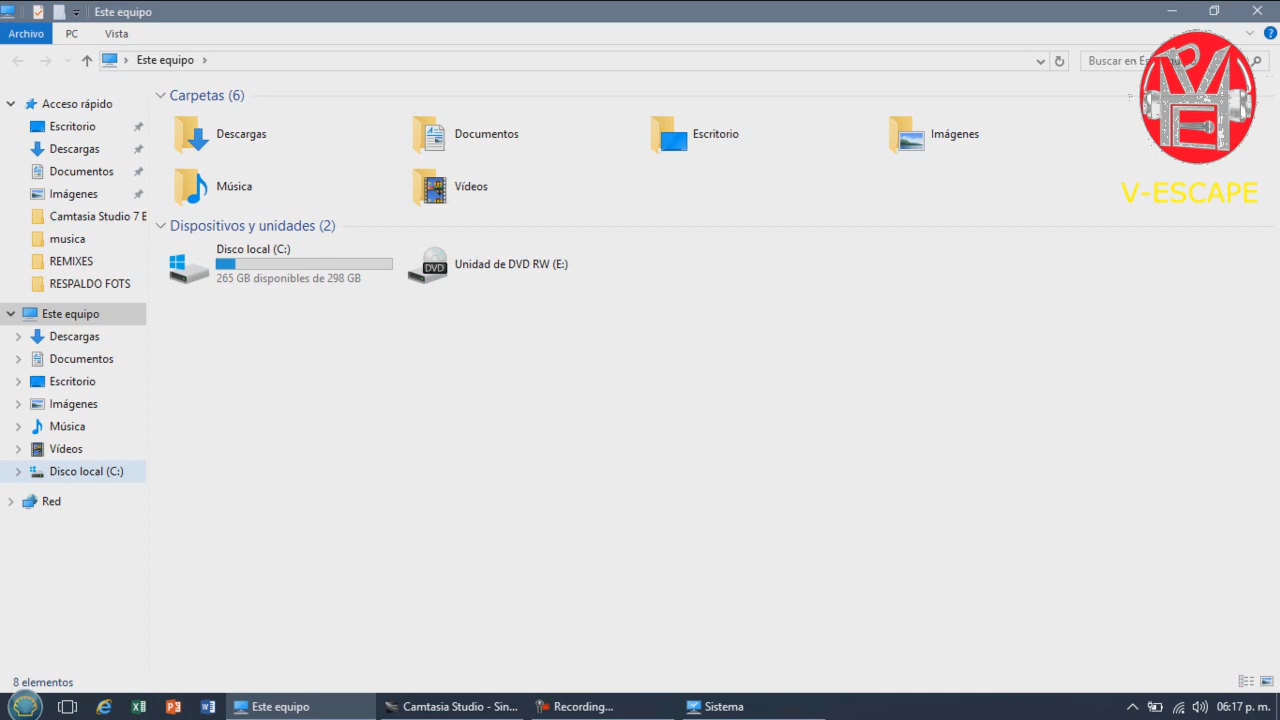 Este equipo
Archivo PC Vista
Este equipo
Buscar en Es
Acceso rápido
Escritorio
Descargas
Documentos
Imágenes
Camtasia Studio 7 E
musica
REMIXES
RESPALDO FOTS
Este equipo
Descargas
Documentos
Escritorio
Imágenes
Música
Vídeos
Disco local (C:)
Red
Carpetas (6)
Descargas Documentos Escritorio Imágenes
Música Vídeos
Dispositivos y unidades (2)
Disco local (C:)
265 GB disponibles de 298 GB
DVD
Unidad de DVD RW (E:)
V-ESCAPE
8 elementos
Este equipo Camtasia Studio - Sin... Recording... Sistema 06:17 p. m.